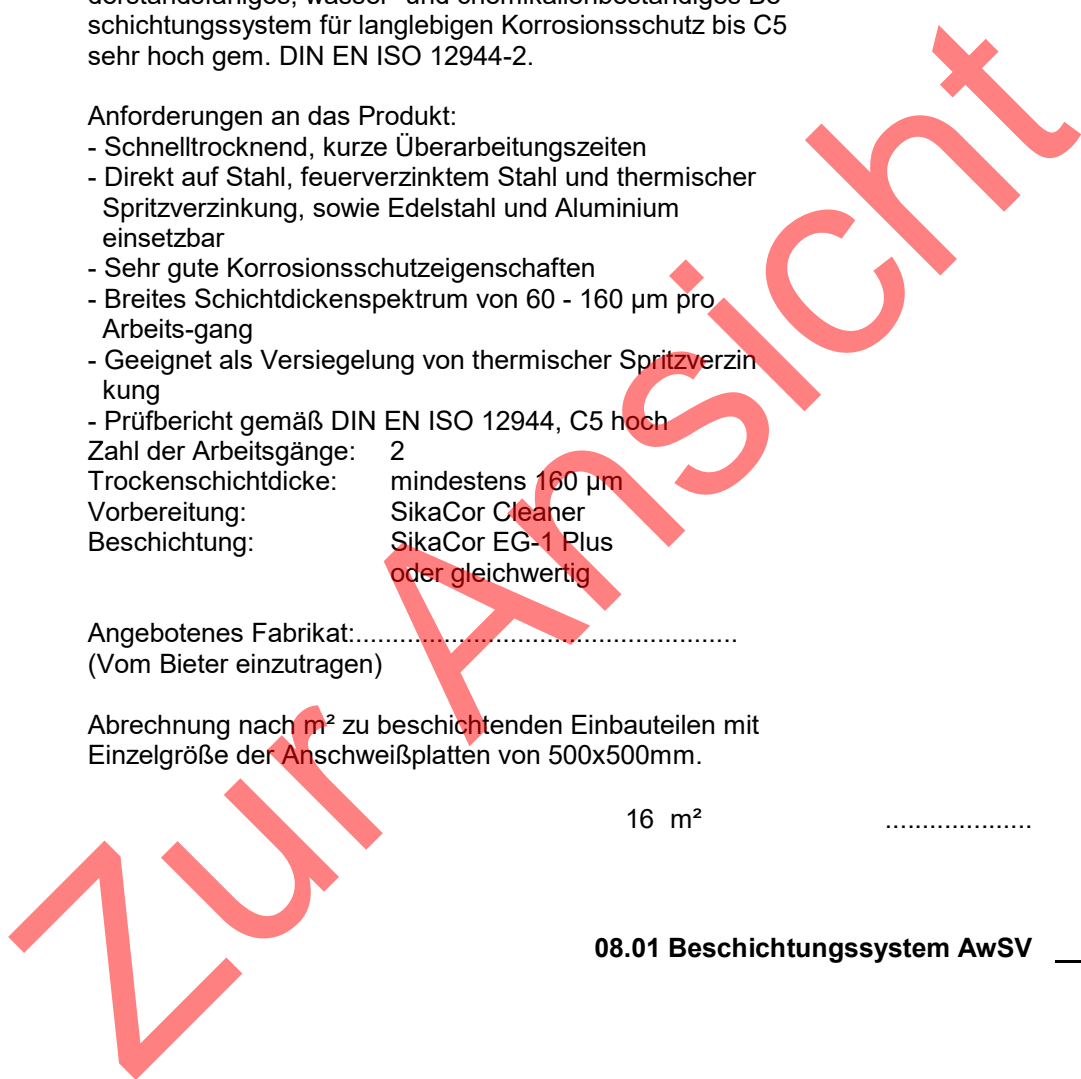 schichtungssystem für langlebigen Korrosionsschutz bis C5
sehr hoch gem. DIN EN ISO 12944-2.
Anforderungen an das Produkt:
- Schnelltrocknend, kurze Überarbeitungszeiten
- Direkt auf Stahl, feuerverzinktem Stahl und thermischer
Spritzverzinkung, sowie Edelstahl und Aluminium
einsetzbar
- Sehr gute Korrosionsschutzeigenschaften
- Breites Schichtdickenspektrum von 60 - 160 µm pro
Arbeits-gang
- Geeignet als Versiegelung von thermischer Spritzverzin
kung
- Prüfbericht gemäß DIN EN ISO 12944, C5 hoch
Zahl der Arbeitsgänge: 2
Trockenschichtdicke: mindestens 160 µm
Vorbereitung: SikaCor Cleaner
Beschichtung: SikaCor EG-1 Plus
oder gleichwertig
Angebotenes Fabrikat:....................................................
(Vom Bieter einzutragen)
Abrechnung nach m² zu beschichtenden Einbauteilen mit
Einzelgröße der Anschweißplatten von 500x500mm.
16 m² ....................
08.01 Beschichtungssystem AwSV
Zur Ansicht